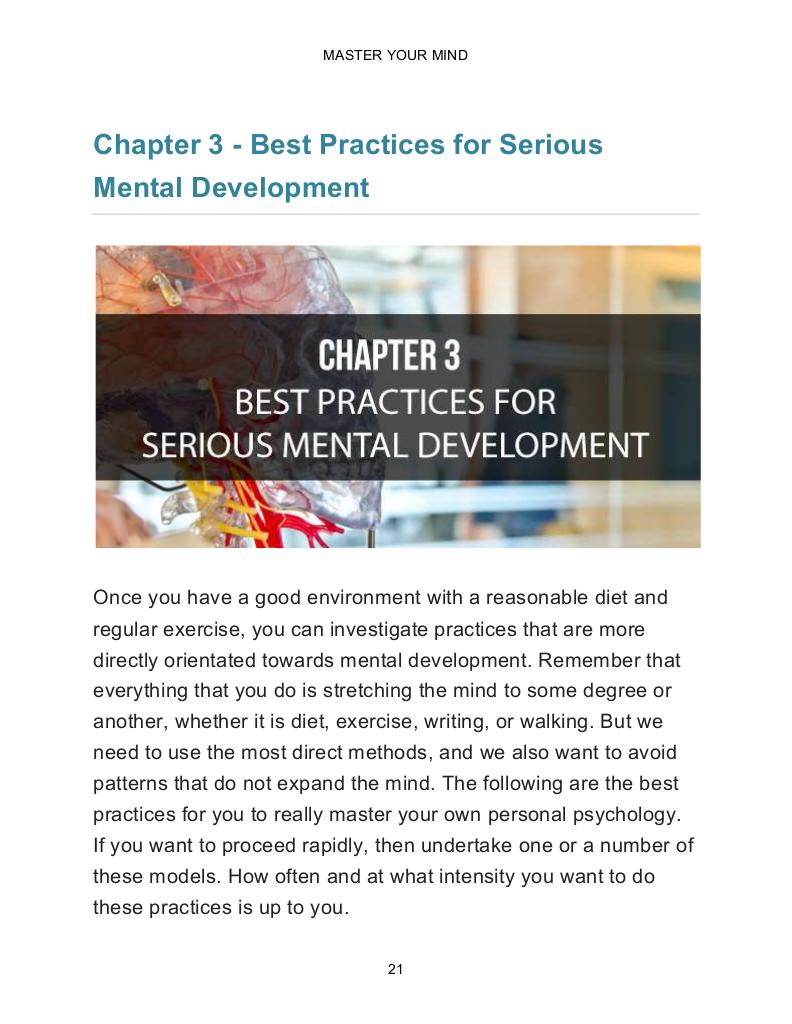 MASTER YOUR MIND
Chapter 3 - Best Practices for Serious
Mental Development
CHAPTER 3
BEST PRACTICES FOR
SERIOUS MENTAL DEVELOPMENT
Once you have a good environment with a reasonable diet and
regular exercise, you can investigate practices that are more
directly orientated towards mental development. Remember that
everything that you do is stretching the mind to some degree or
another, whether it is diet, exercise, writing, or walking. But we
need to use the most direct methods, and we also want to avoid
patterns that do not expand the mind. The following are the best
practices for you to really master your own personal psychology.
If you want to proceed rapidly, then undertake one or a number of
these models. How often and at what intensity you want to do
these practices is up to you.
21